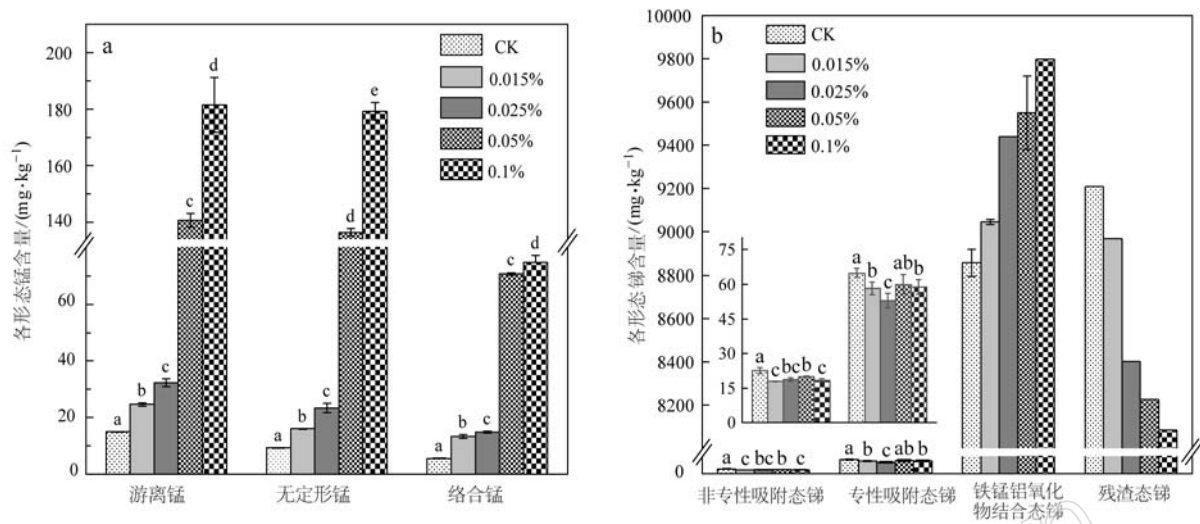 a
CK
0.015%
0.025%
0.05%
0.1%
各形态锰含量/(mg·kg⁻¹)
200
180
160
140
60
40
20
0
a b c c d
a b c d e
a b c c d
游离锰
无定形锰
络合锰
b
CK
0.015%
0.025%
0.05%
0.1%
各形态锑含量/(mg·kg⁻¹)
10000
9800
9600
9400
9200
9000
8800
8600
8400
8200
0
75
60
45
30
15
0
a c bc b c
a b c ab b
a c bc b c
a b c ab b
非专性吸附态锑
专性吸附态锑
铁锰铝氧化
物结合态锑
残渣态锑